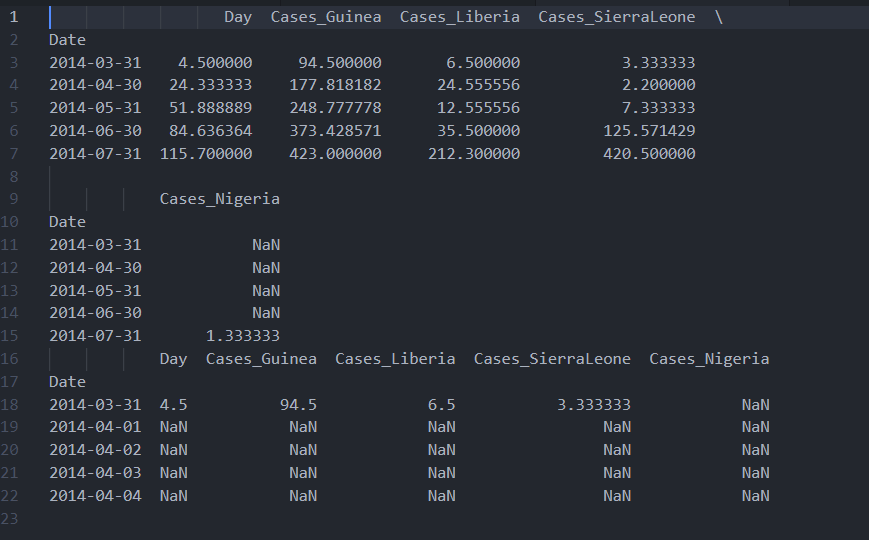 1                    Day  Cases_Guinea  Cases_Liberia  Cases_SierraLeone  \
2  Date
3  2014-03-31    4.500000     94.500000       6.500000           3.333333
4  2014-04-30   24.333333    177.818182      24.555556           2.200000
5  2014-05-31   51.888889    248.777778      12.555556           7.333333
6  2014-06-30   84.636364    373.428571      35.500000         125.571429
7  2014-07-31  115.700000    423.000000     212.300000         420.500000
8
9              Cases_Nigeria
10 Date
11 2014-03-31            NaN
12 2014-04-30            NaN
13 2014-05-31            NaN
14 2014-06-30            NaN
15 2014-07-31       1.333333
16             Day  Cases_Guinea  Cases_Liberia  Cases_SierraLeone  Cases_Nigeria
17 Date
18 2014-03-31  4.5          94.5            6.5           3.333333            NaN
19 2014-04-01  NaN           NaN            NaN                NaN            NaN
20 2014-04-02  NaN           NaN            NaN                NaN            NaN
21 2014-04-03  NaN           NaN            NaN                NaN            NaN
22 2014-04-04  NaN           NaN            NaN                NaN            NaN
23